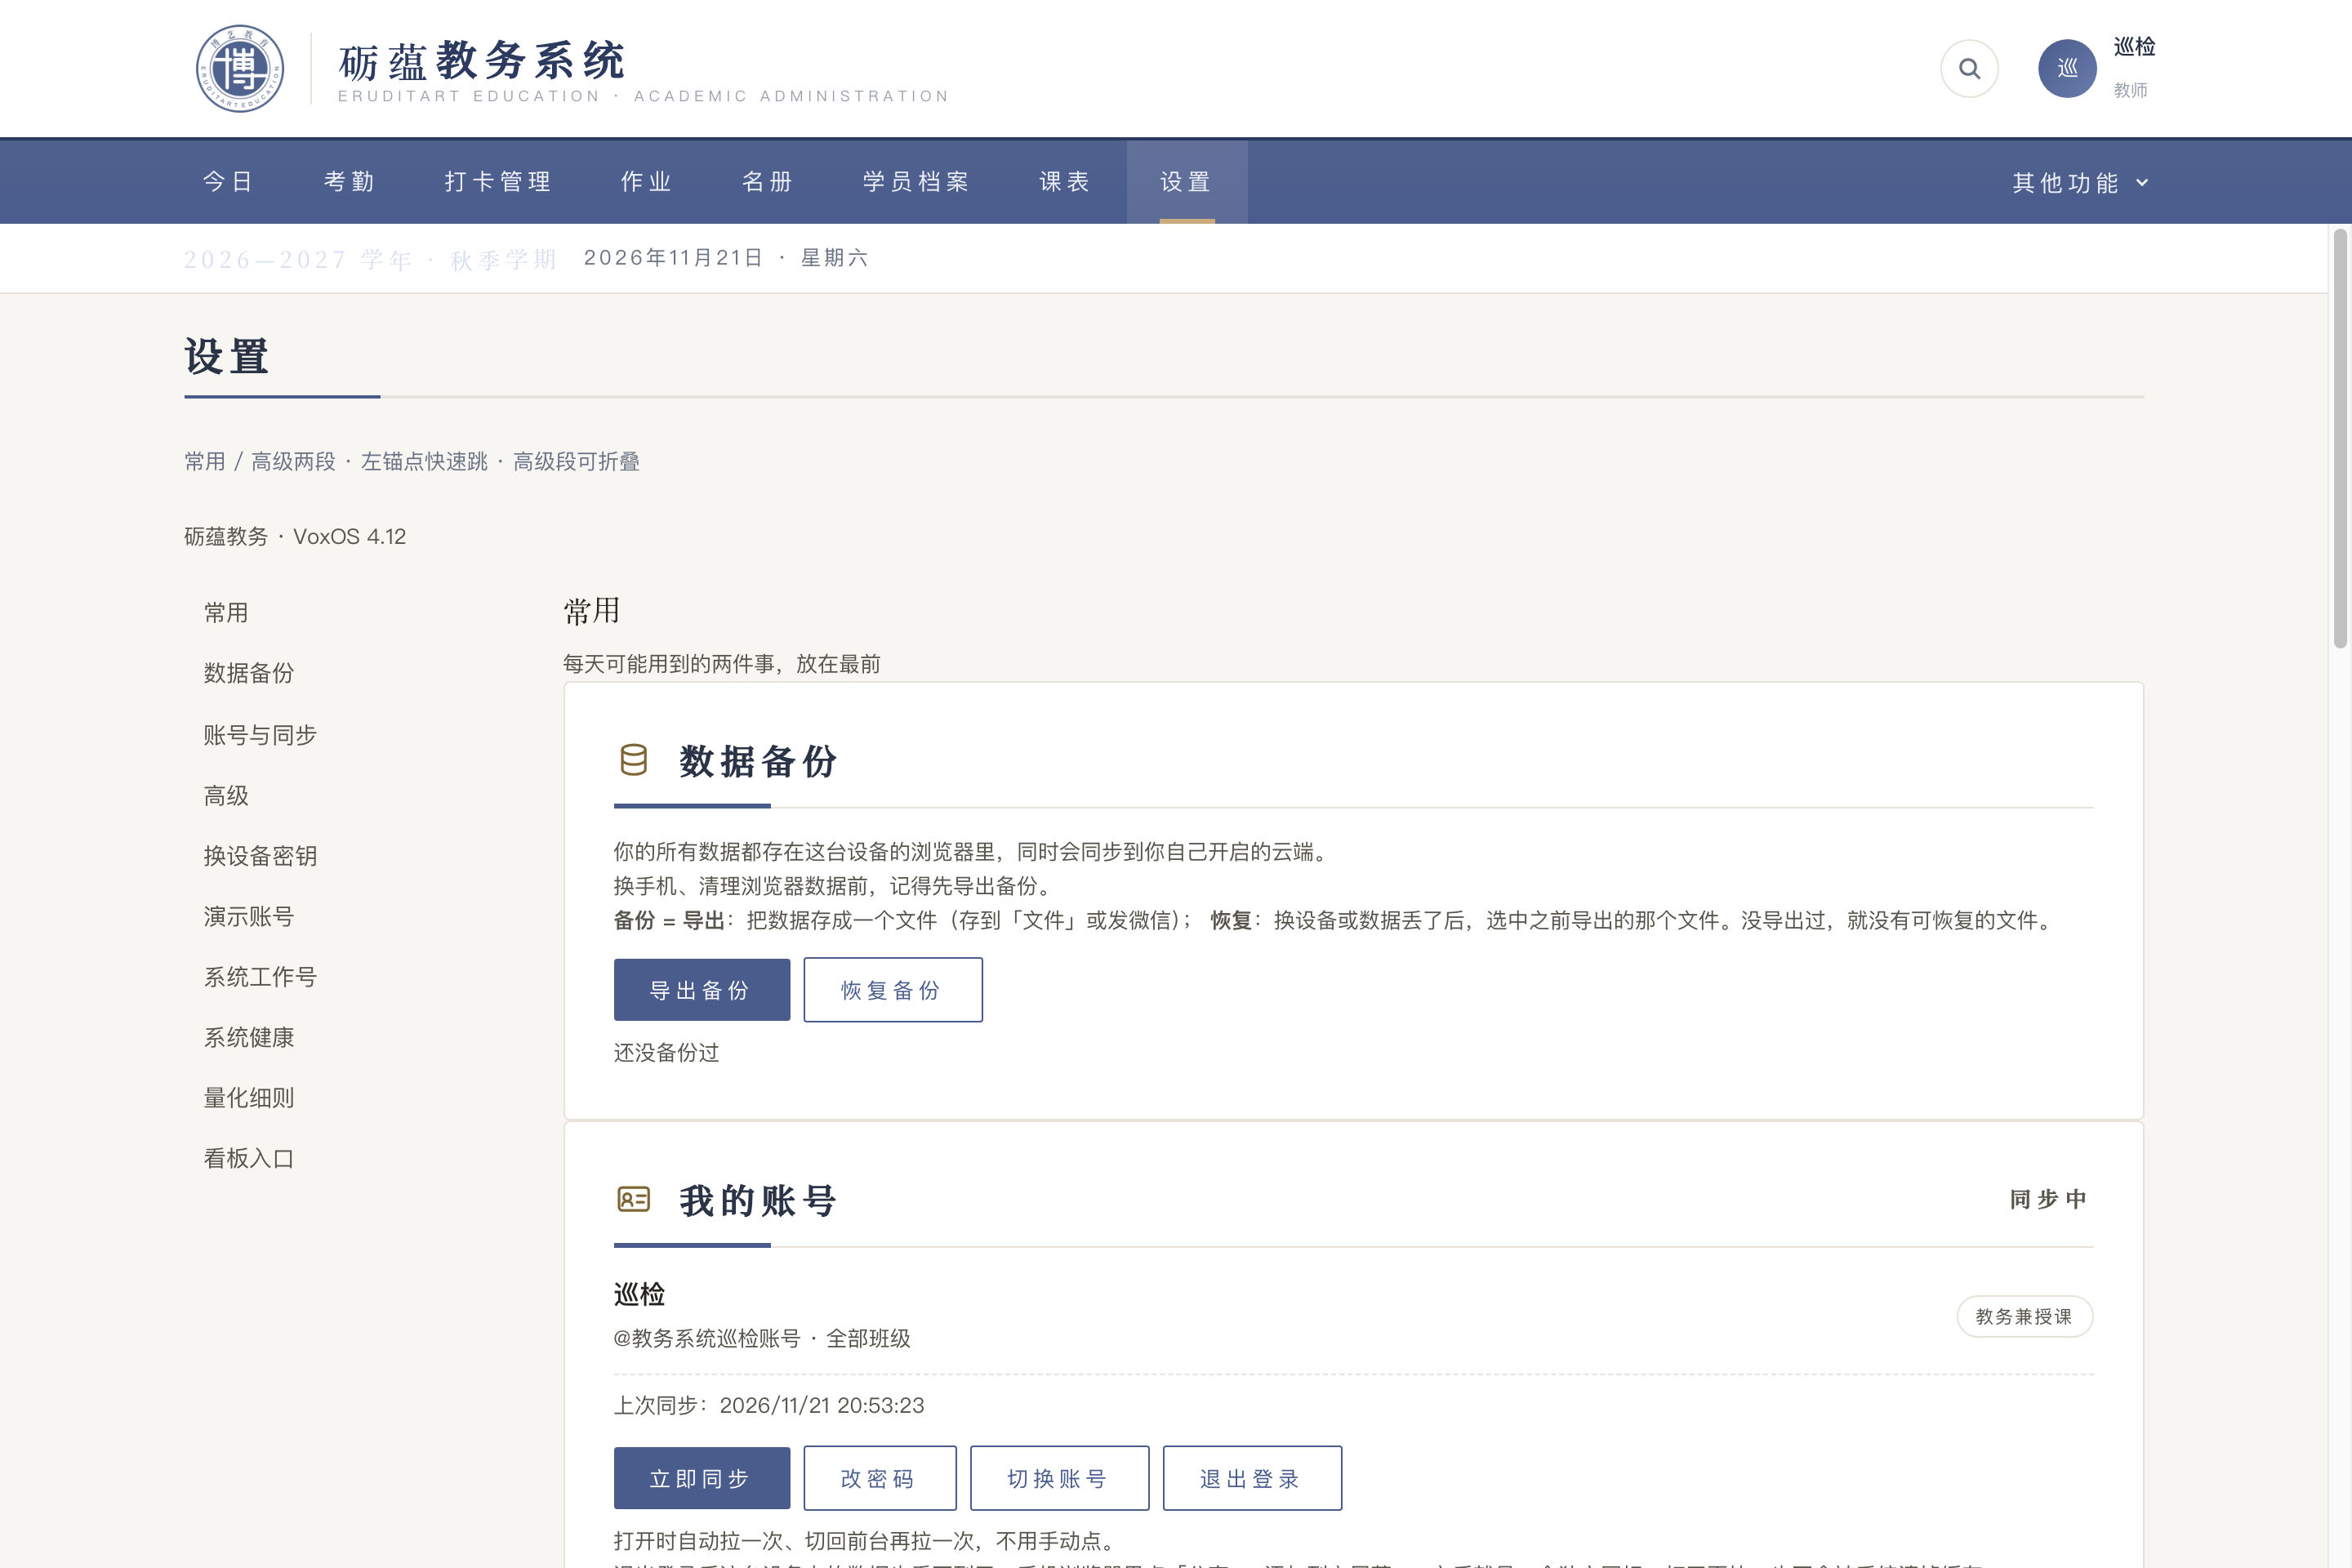 博艺教育
ERUDITARTEDUCATION
博
砺蕴教务系统
ERUDITART EDUCATION · ACADEMIC ADMINISTRATION
巡
巡检
教师
今日 考勤 打卡管理 作业 名册 学员档案 课表 设置 其他功能
2026—2027 学年 · 秋季学期 2026年11月21日 · 星期六
设置
常用 / 高级两段 · 左锚点快速跳 · 高级段可折叠
砺蕴教务 · VoxOS 4.12
常用
数据备份
账号与同步
高级
换设备密钥
演示账号
系统工作号
系统健康
量化细则
看板入口
常用
每天可能用到的两件事，放在最前
数据备份
你的所有数据都存在这台设备的浏览器里，同时会同步到你自己开启的云端。
换手机、清理浏览器数据前，记得先导出备份。
备份 = 导出：把数据存成一个文件（存到「文件」或发微信）； 恢复：换设备或数据丢了后，选中之前导出的那个文件。没导出过，就没有可恢复的文件。
导出备份 恢复备份
还没备份过
我的账号 同步中
巡检
@教务系统巡检账号 · 全部班级
教务兼授课
上次同步：2026/11/21 20:53:23
立即同步 改密码 切换账号 退出登录
打开时自动拉一次、切回前台再拉一次，不用手动点。